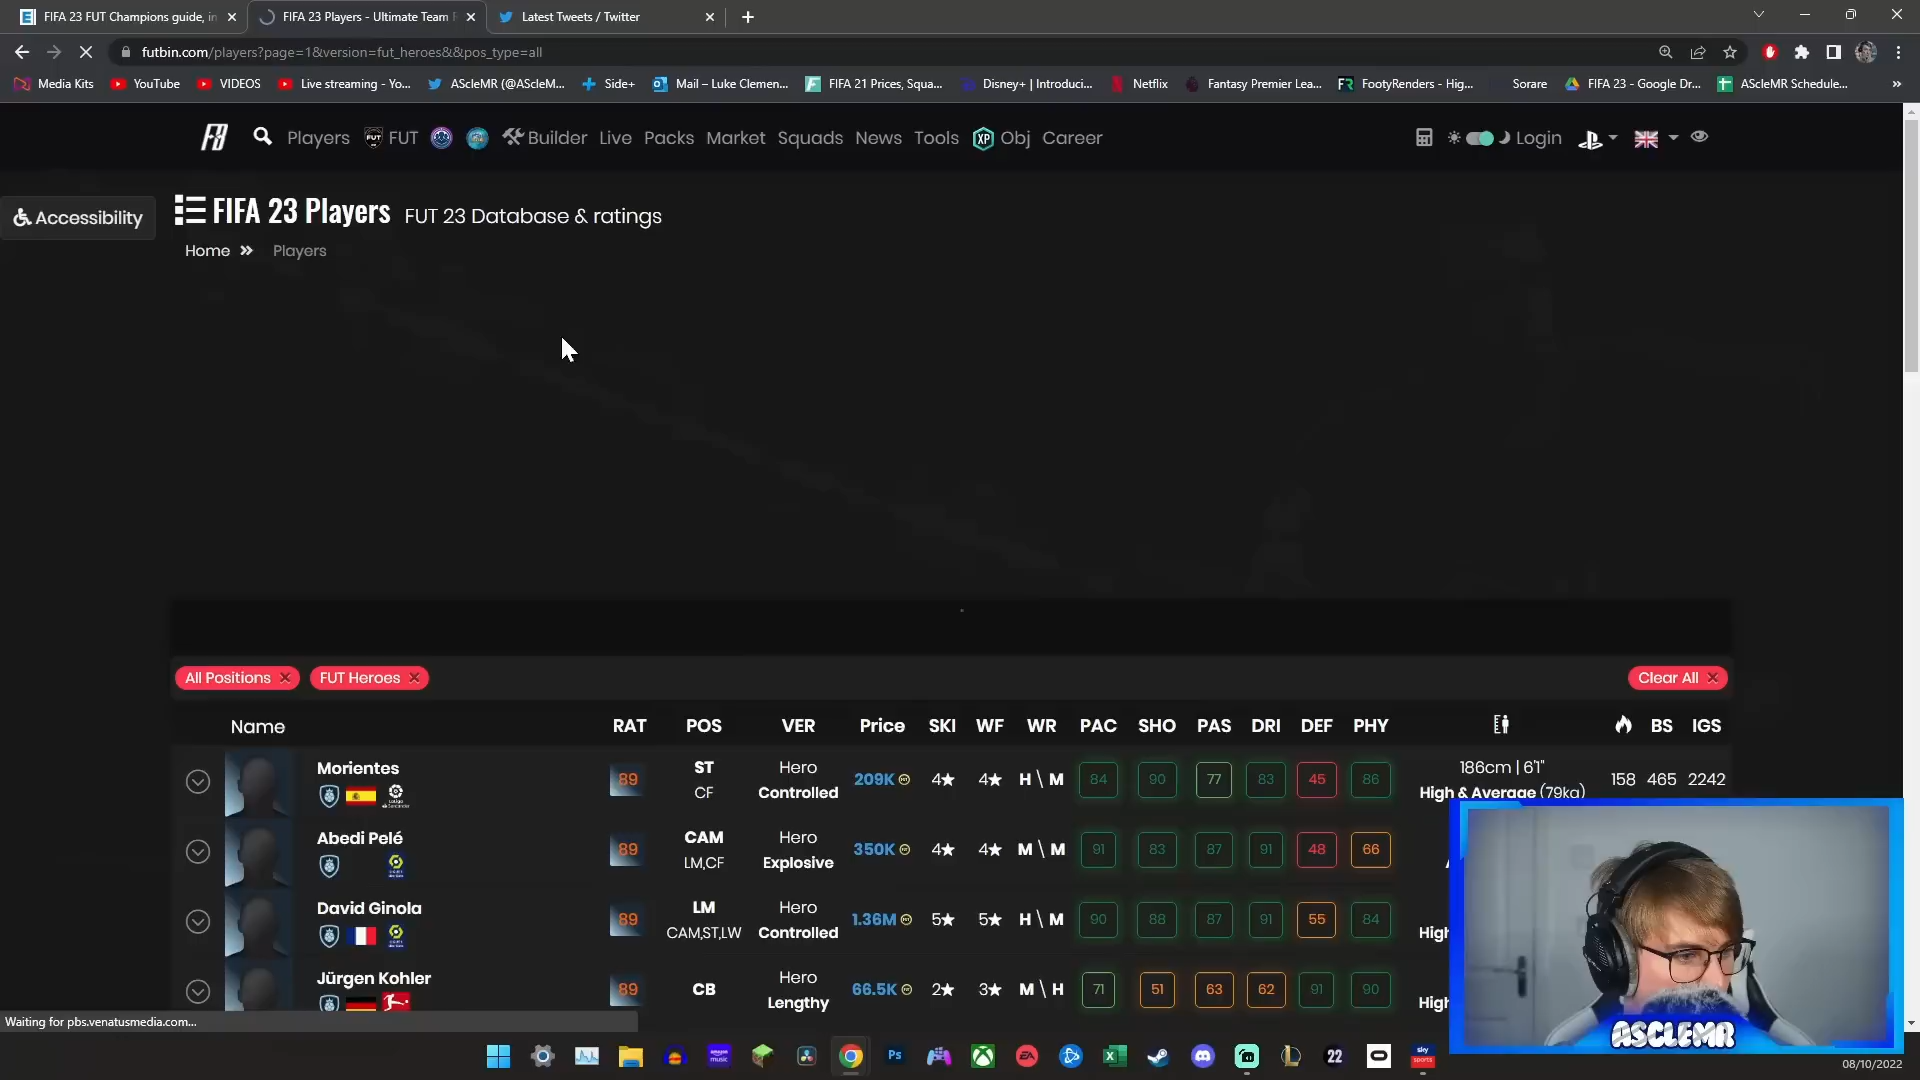 FIFA 23 FUT Champions guide, in
FIFA 23 Players - Ultimate Team
Latest Tweets / Twitter
futbin.com/players?page=1&version=fut_heroes&&pos_type=all
Media Kits YouTube VIDEOS Live streaming - Yo... AScleMR (@AScleM... Side+ Mail – Luke Clemen... FIFA 21 Prices, Squa... Disney+ | Introduci... Netflix Fantasy Premier Lea... FootyRenders - Hig... Sorare FIFA 23 - Google Dr... AScleMR Schedule...
Players FUT Builder Live Packs Market Squads News Tools XP Obj Career Login
Accessibility
FIFA 23 Players FUT 23 Database & ratings
Home » Players
All Positions × FUT Heroes × Clear All ×
Name RAT POS VER Price SKI WF WR PAC SHO PAS DRI DEF PHY BS IGS
Morientes 89 ST CF Hero Controlled 209K 4★ 4★ H \ M 84 90 77 83 45 86 186cm | 6'1" High & Average (79kg) 158 465 2242
Abedi Pelé 89 CAM LM,CF Hero Explosive 350K 4★ 4★ M \ M 91 83 87 91 48 66
David Ginola 89 LM CAM,ST,LW Hero Controlled 1.36M 5★ 5★ H \ M 90 88 87 91 55 84 High
Jürgen Kohler 89 CB Hero Lengthy 66.5K 2★ 3★ M \ H 71 51 63 62 91 90 High
Waiting for pbs.venatusmedia.com...
ASCLEMR
Ps EA 22 sky sports
08/10/2022